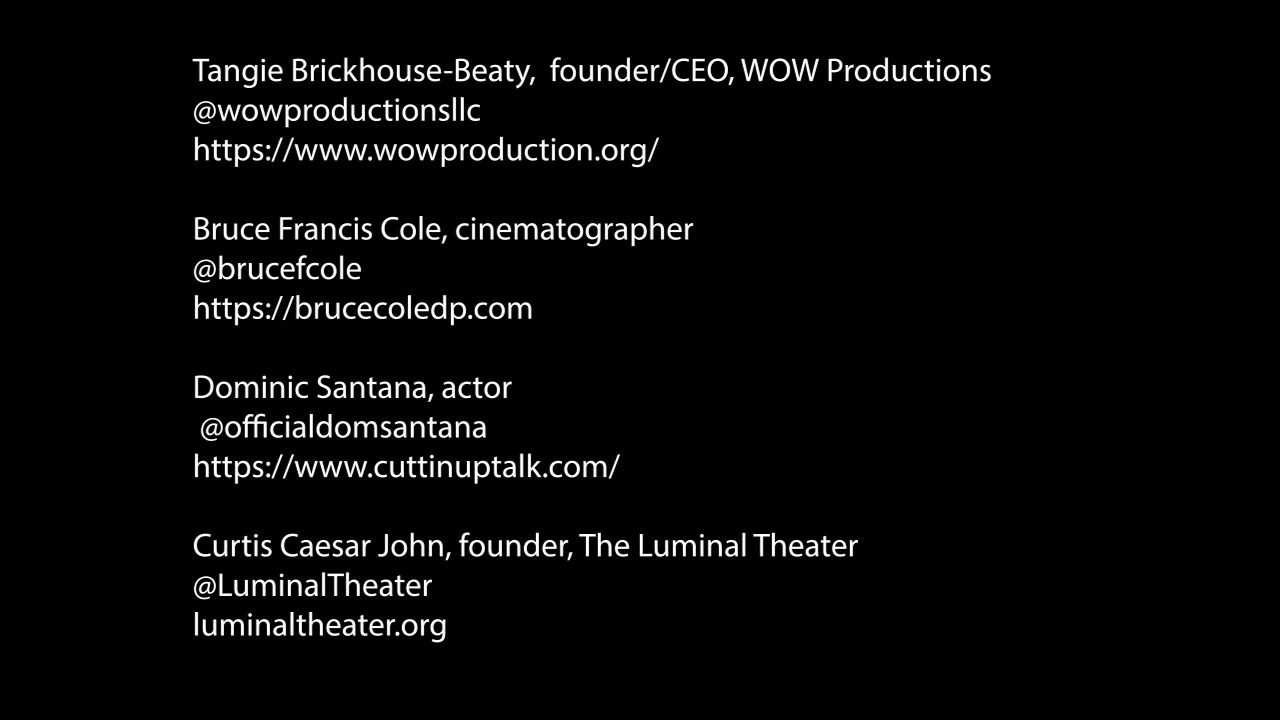 Tangie Brickhouse-Beaty,  founder/CEO, WOW Productions
@wowproductionsllc
https://www.wowproduction.org/
Bruce Francis Cole, cinematographer
@brucefcole
https://brucecoledp.com
Dominic Santana, actor
@officialdomsantana
https://www.cuttinuptalk.com/
Curtis Caesar John, founder, The Luminal Theater
@LuminalTheater
luminaltheater.org